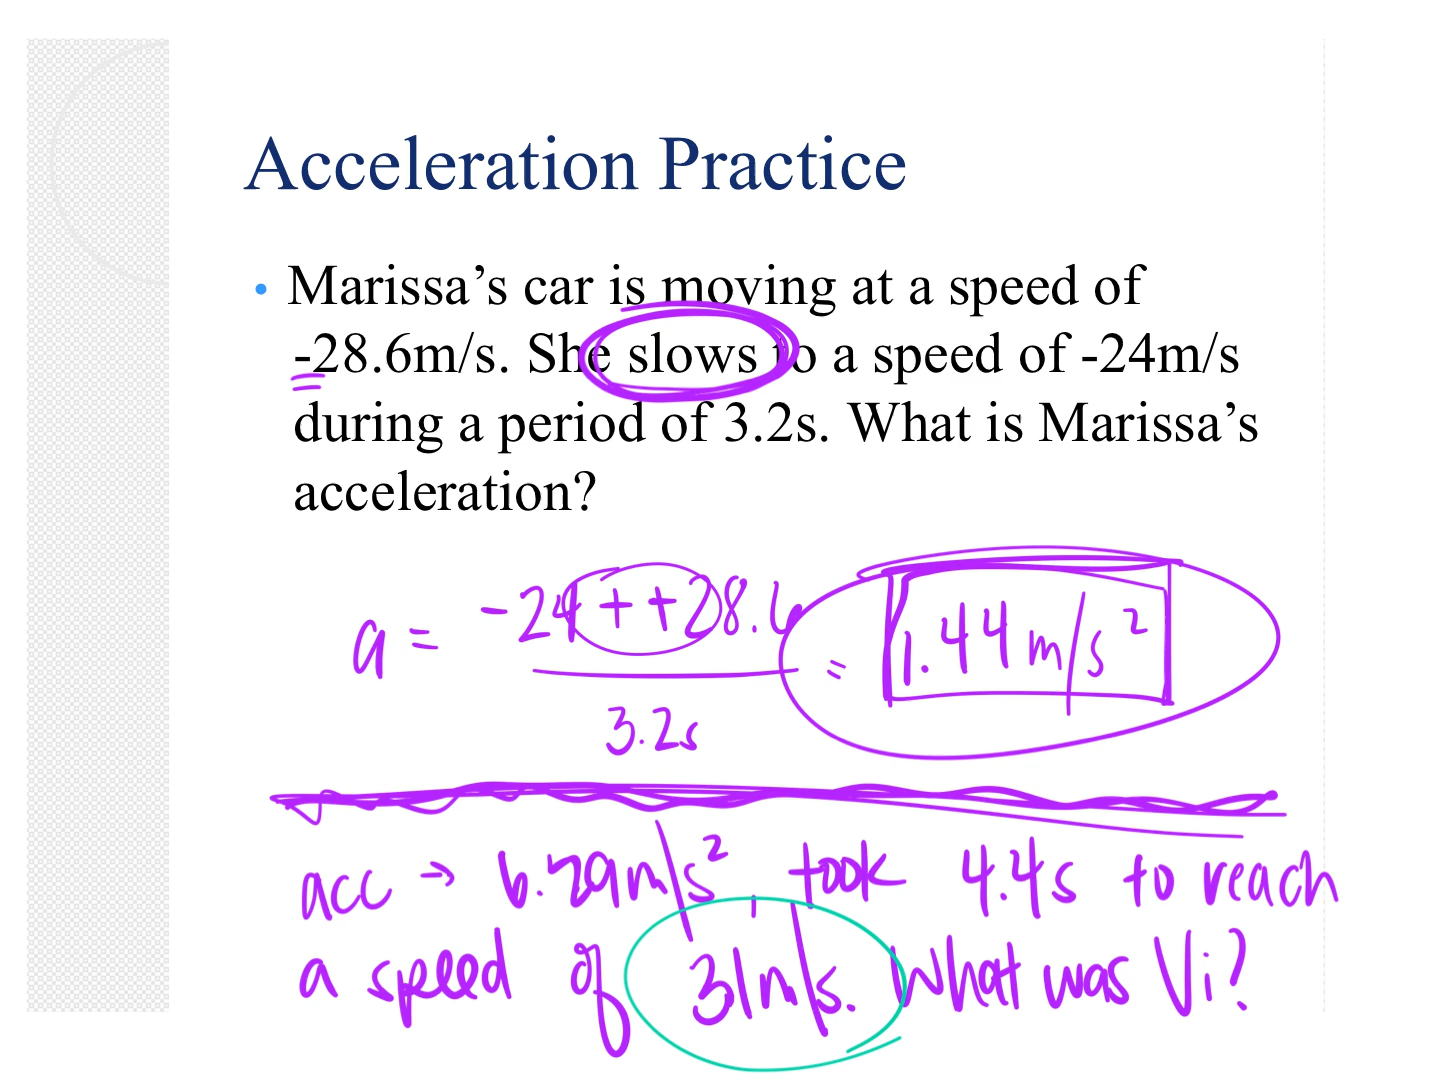 Acceleration Practice
• Marissa’s car is moving at a speed of
-28.6m/s. She slows to a speed of -24m/s
during a period of 3.2s. What is Marissa’s
acceleration?
a = -24 + +28.6 / 3.2s = 1.44 m/s²
acc → 6.29m/s², took 4.4s to reach
a speed of 31m/s. What was Vi?